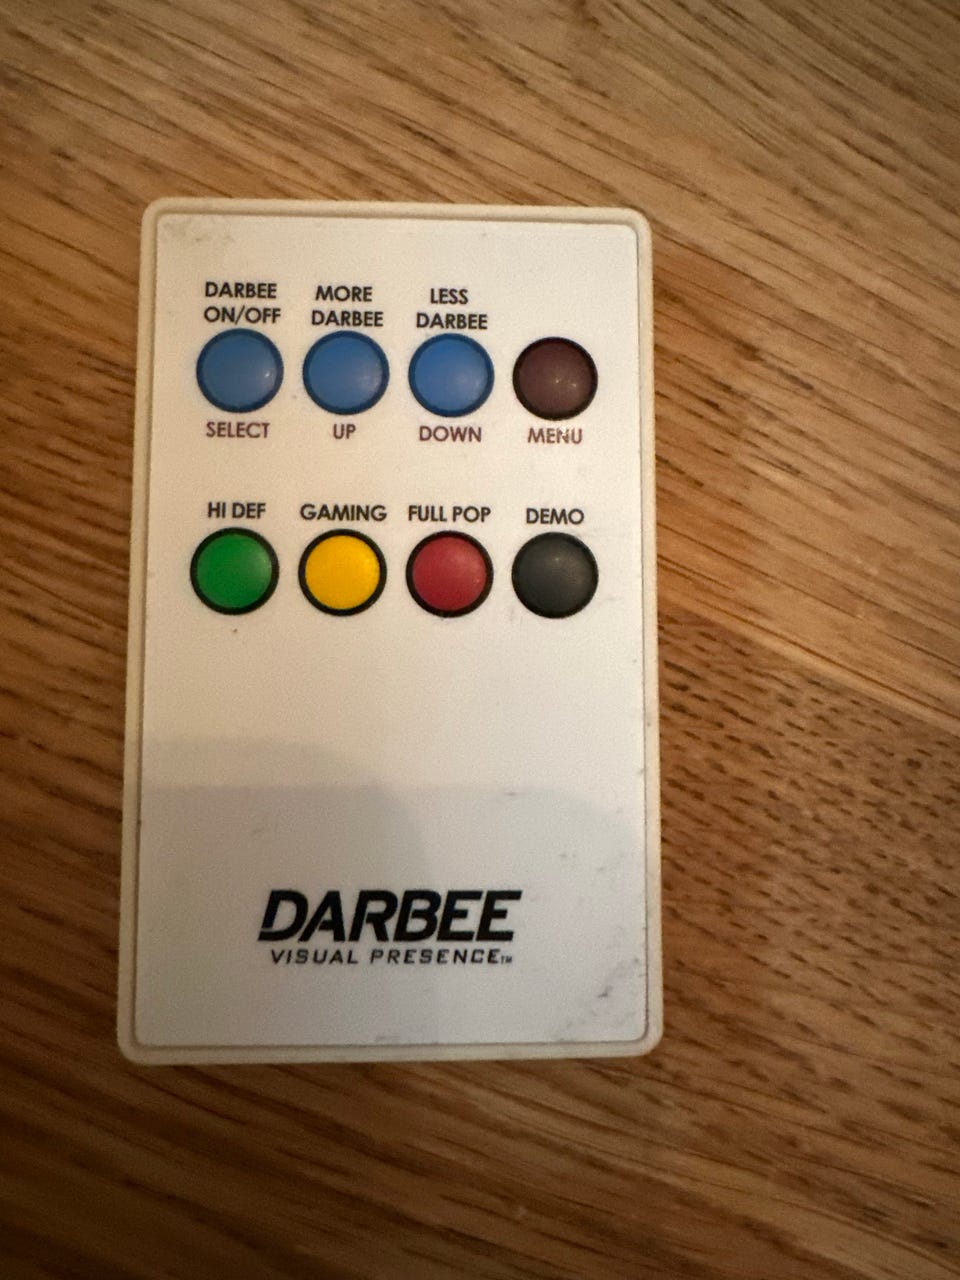 DARBEE ON/OFF
MORE DARBEE
LESS DARBEE
SELECT
UP
DOWN
MENU
HI DEF
GAMING
FULL POP
DEMO
DARBEE
VISUAL PRESENCE™